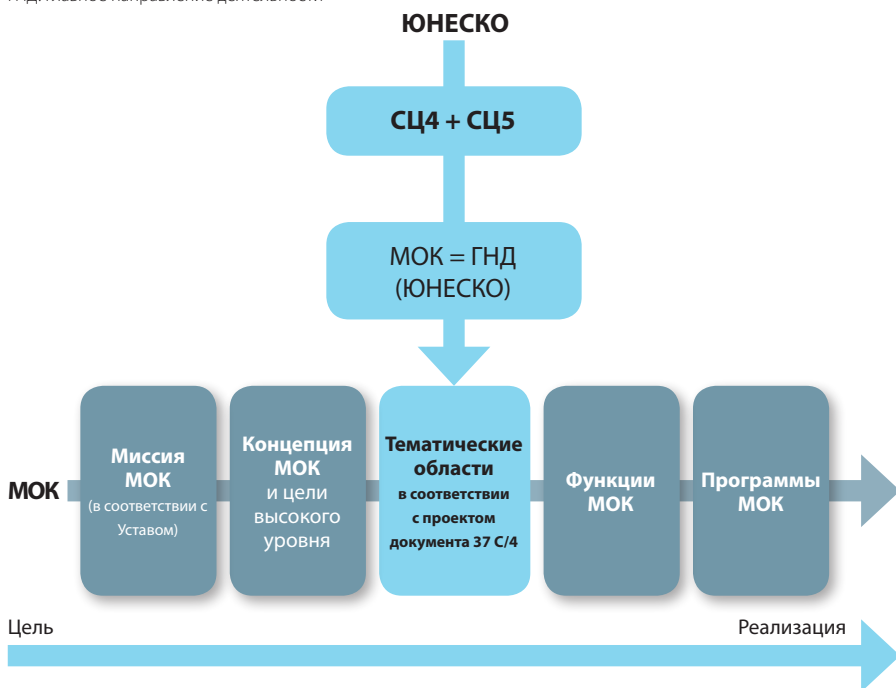 ЮНЕСКО
СЦ4 + СЦ5
МОК = ГНД
(ЮНЕСКО)
МОК
Миссия
МОК
(в соответствии с
Уставом)
Концепция
МОК
и цели
высокого
уровня
Тематические
области
в соответствии
с проектом
документа 37 C/4
Функции
МОК
Программы
МОК
Цель
Реализация